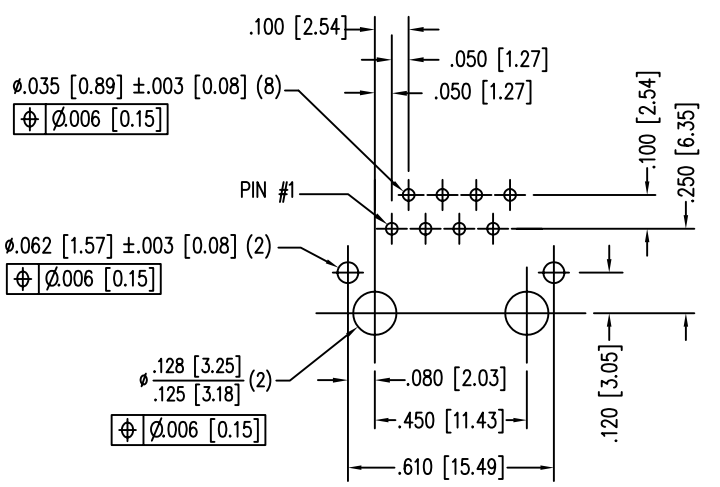 .100 [2.54]
.050 [1.27]
.050 [1.27]
ø.035 [0.89] ±.003 [0.08] (8)
⌖ Ø.006 [0.15]
.100 [2.54]
.250 [6.35]
PIN #1
ø.062 [1.57] ±.003 [0.08] (2)
⌖ Ø.006 [0.15]
ø .128 [3.25]
.125 [3.18] (2)
⌖ Ø.006 [0.15]
.080 [2.03]
.450 [11.43]
.610 [15.49]
.120 [3.05]